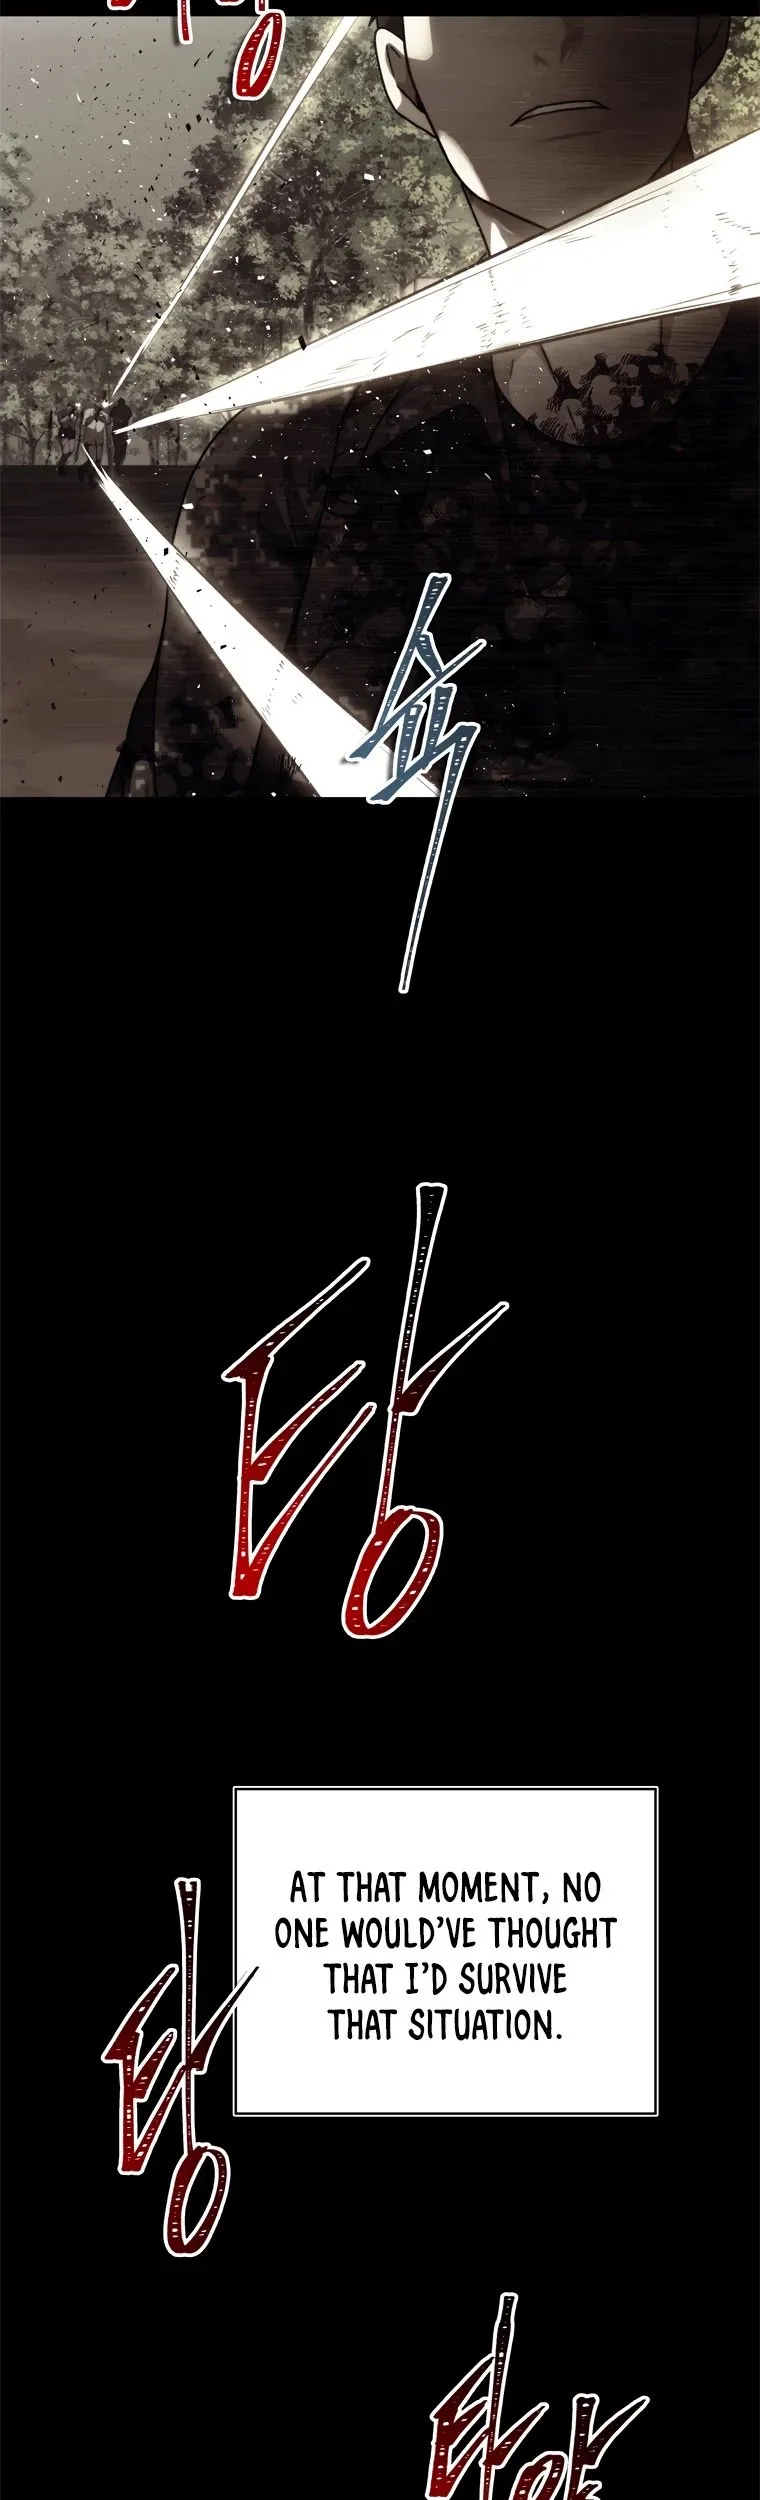 슉
탕
AT THAT MOMENT, NO
ONE WOULD'VE THOUGHT
THAT I'D SURVIVE
THAT SITUATION.
탕